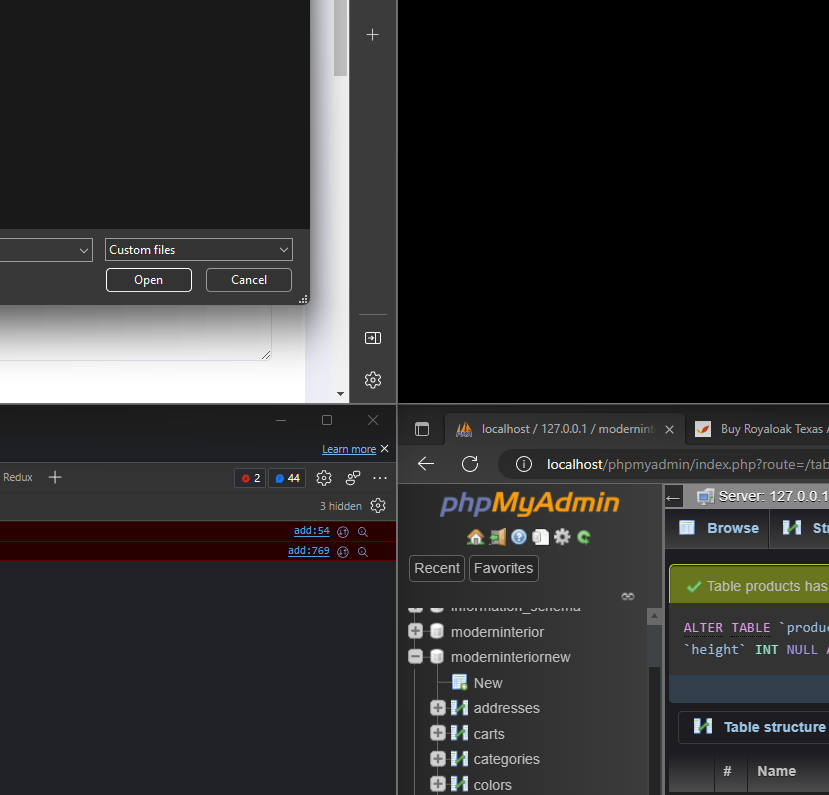 Custom files
Open
Cancel
Learn more
Redux
2
44
3 hidden
add:54
add:769
localhost / 127.0.0.1 / modernint
Buy Royaloak Texas A
localhost/phpmyadmin/index.php?route=/tab
phpMyAdmin
Server: 127.0.0.1
Browse
Str
Recent
Favorites
Table products has
information_schema
ALTER TABLE `produc
`height` INT NULL A
moderninterior
moderninteriornew
New
addresses
carts
categories
colors
Table structure
#
Name